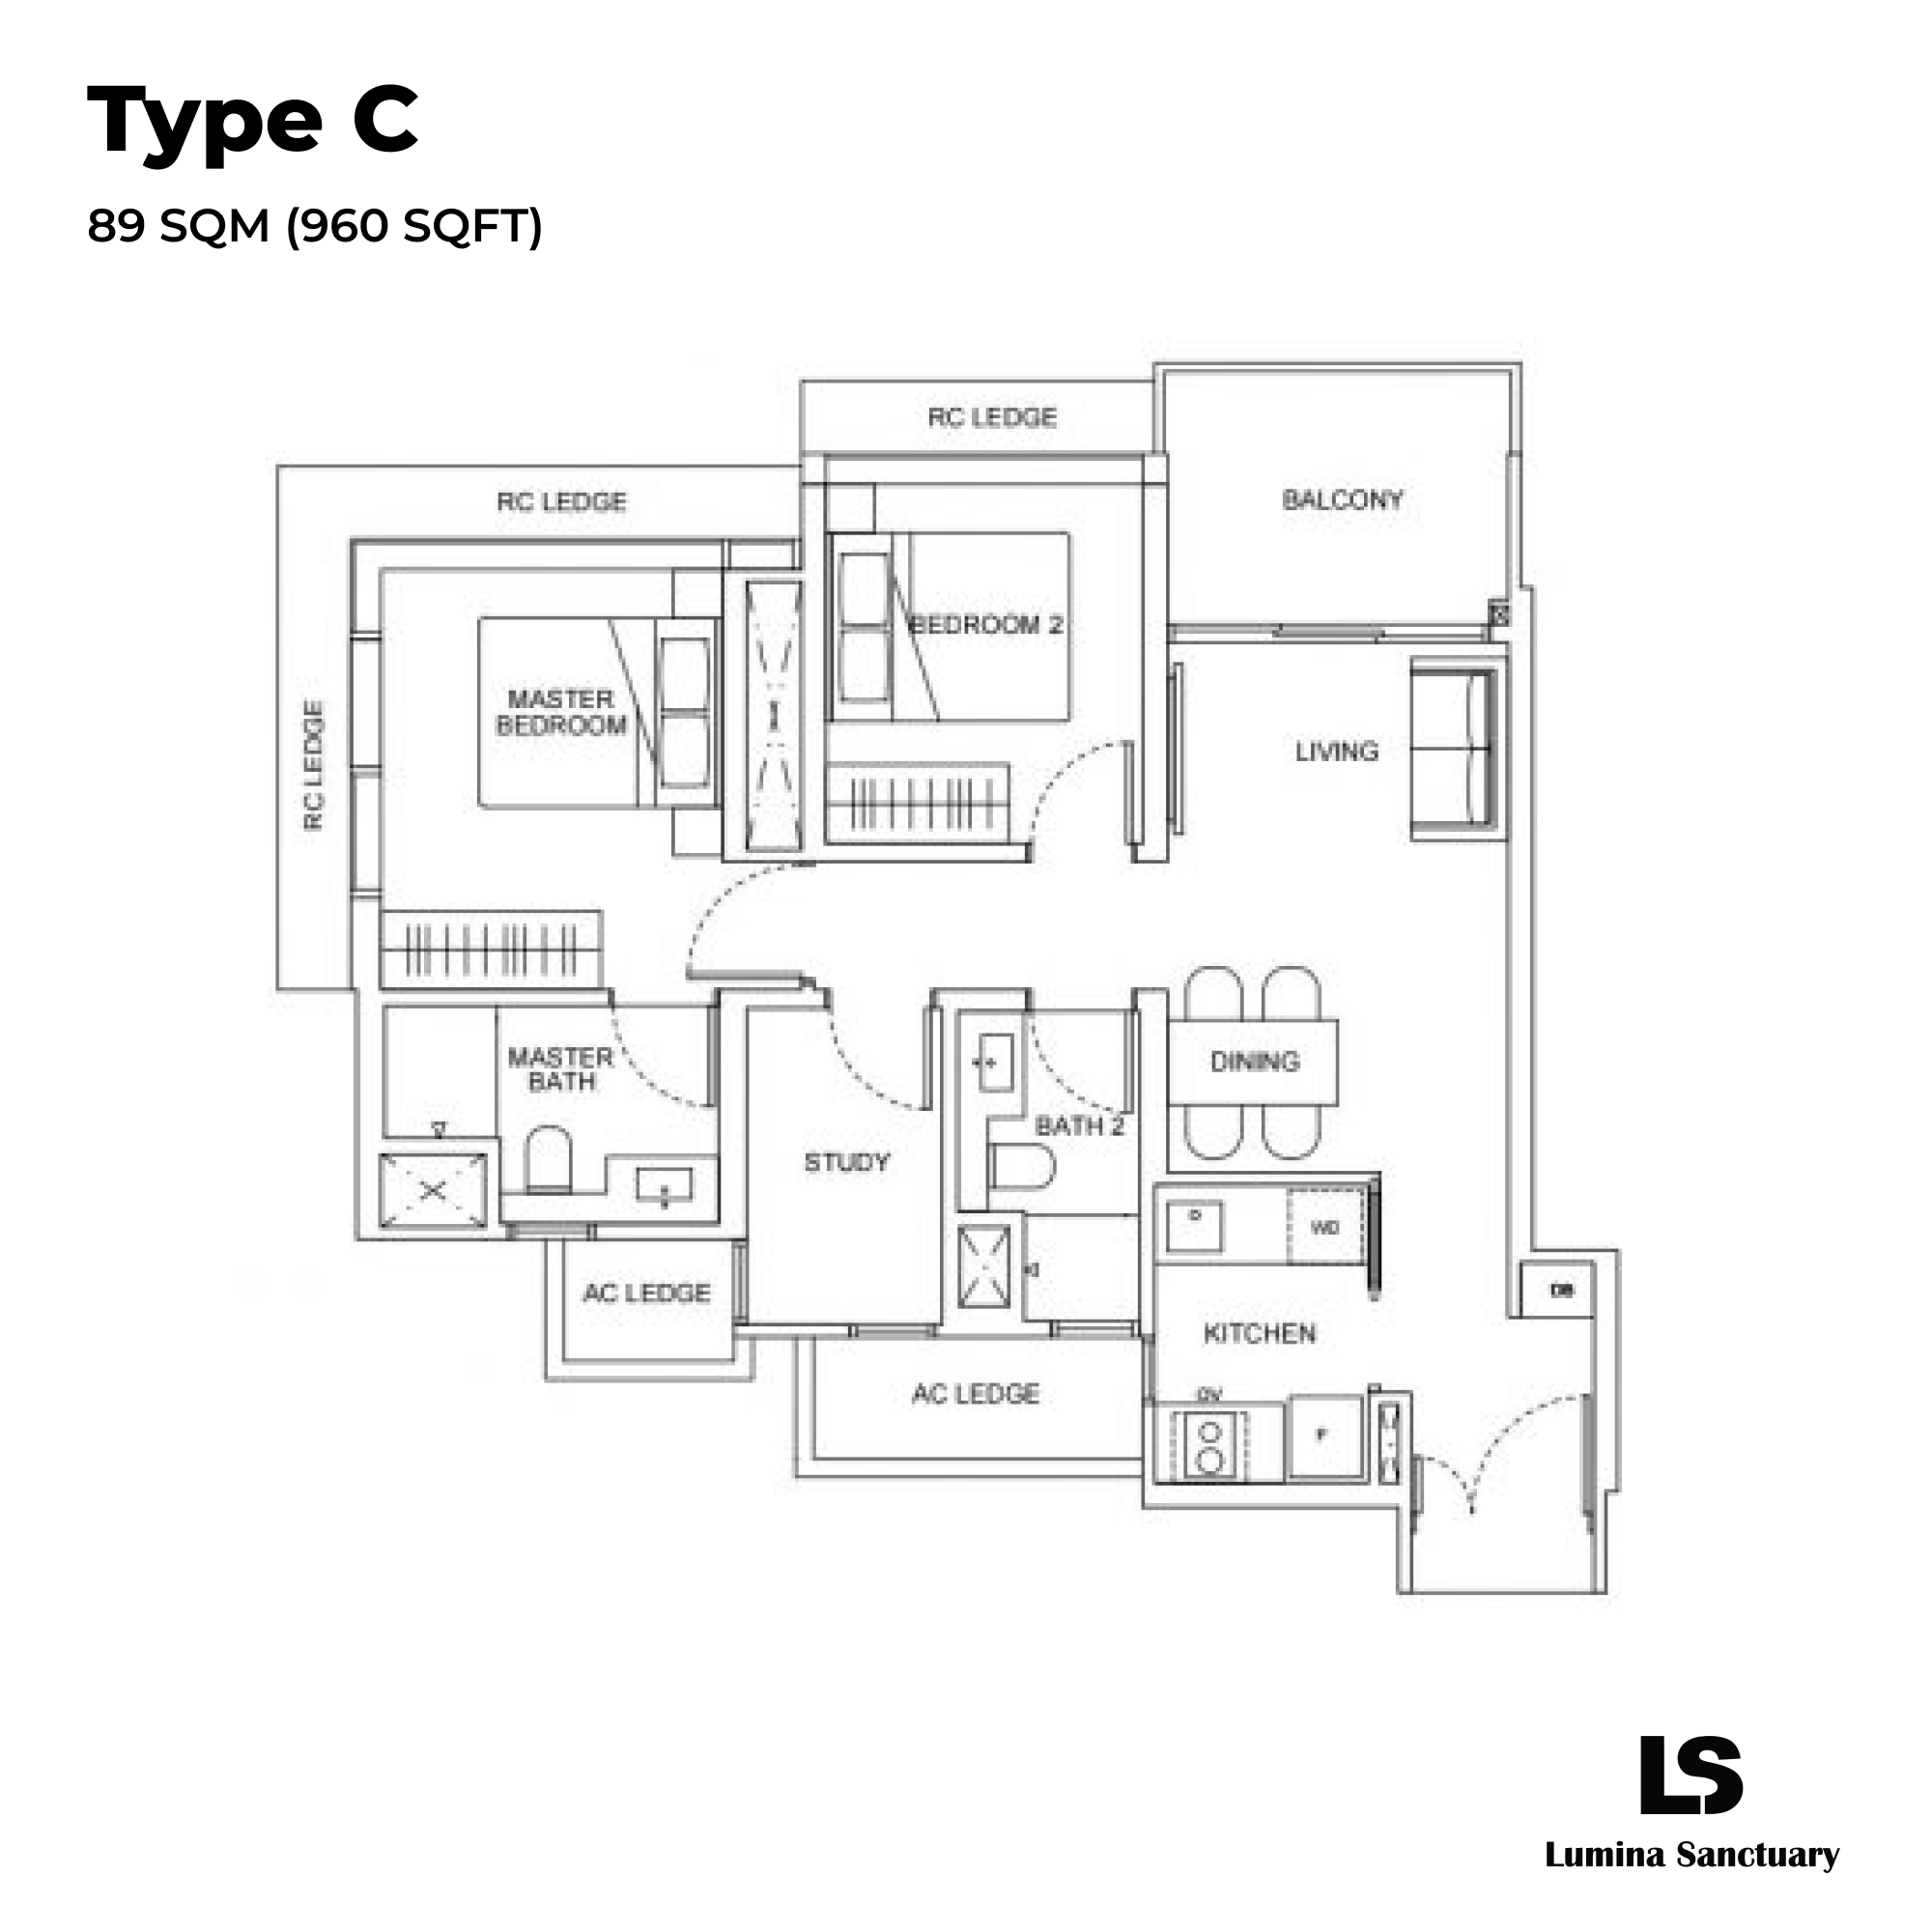 Type C
89 SQM (960 SQFT)
RC LEDGE
RC LEDGE
BALCONY
BEDROOM 2
MASTER
BEDROOM
RC LEDGE
LIVING
MASTER
BATH
DINING
BATH 2
STUDY
WD
AC LEDGE
DB
KITCHEN
AC LEDGE
F
LS
Lumina Sanctuary